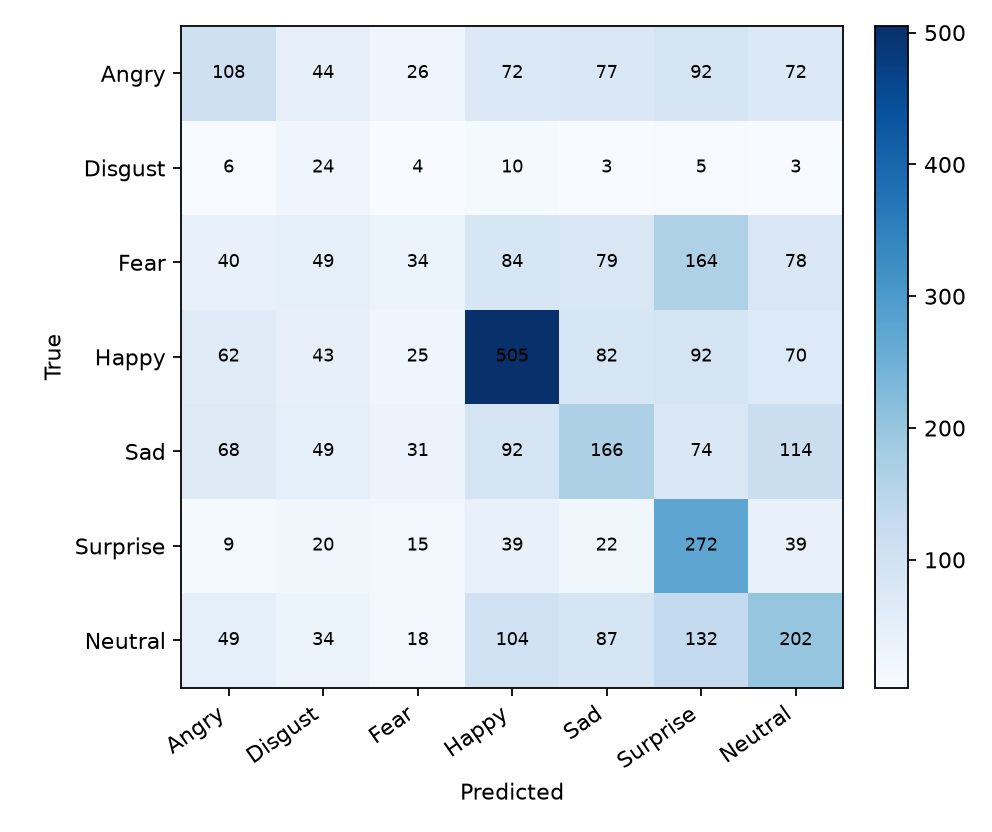 Angry 108 44 26 72 77 92 72
Disgust 6 24 4 10 3 5 3
Fear 40 49 34 84 79 164 78
Happy 62 43 25 505 82 92 70
Sad 68 49 31 92 166 74 114
Surprise 9 20 15 39 22 272 39
Neutral 49 34 18 104 87 132 202
Angry Disgust Fear Happy Sad Surprise Neutral
Predicted
True
500
400
300
200
100